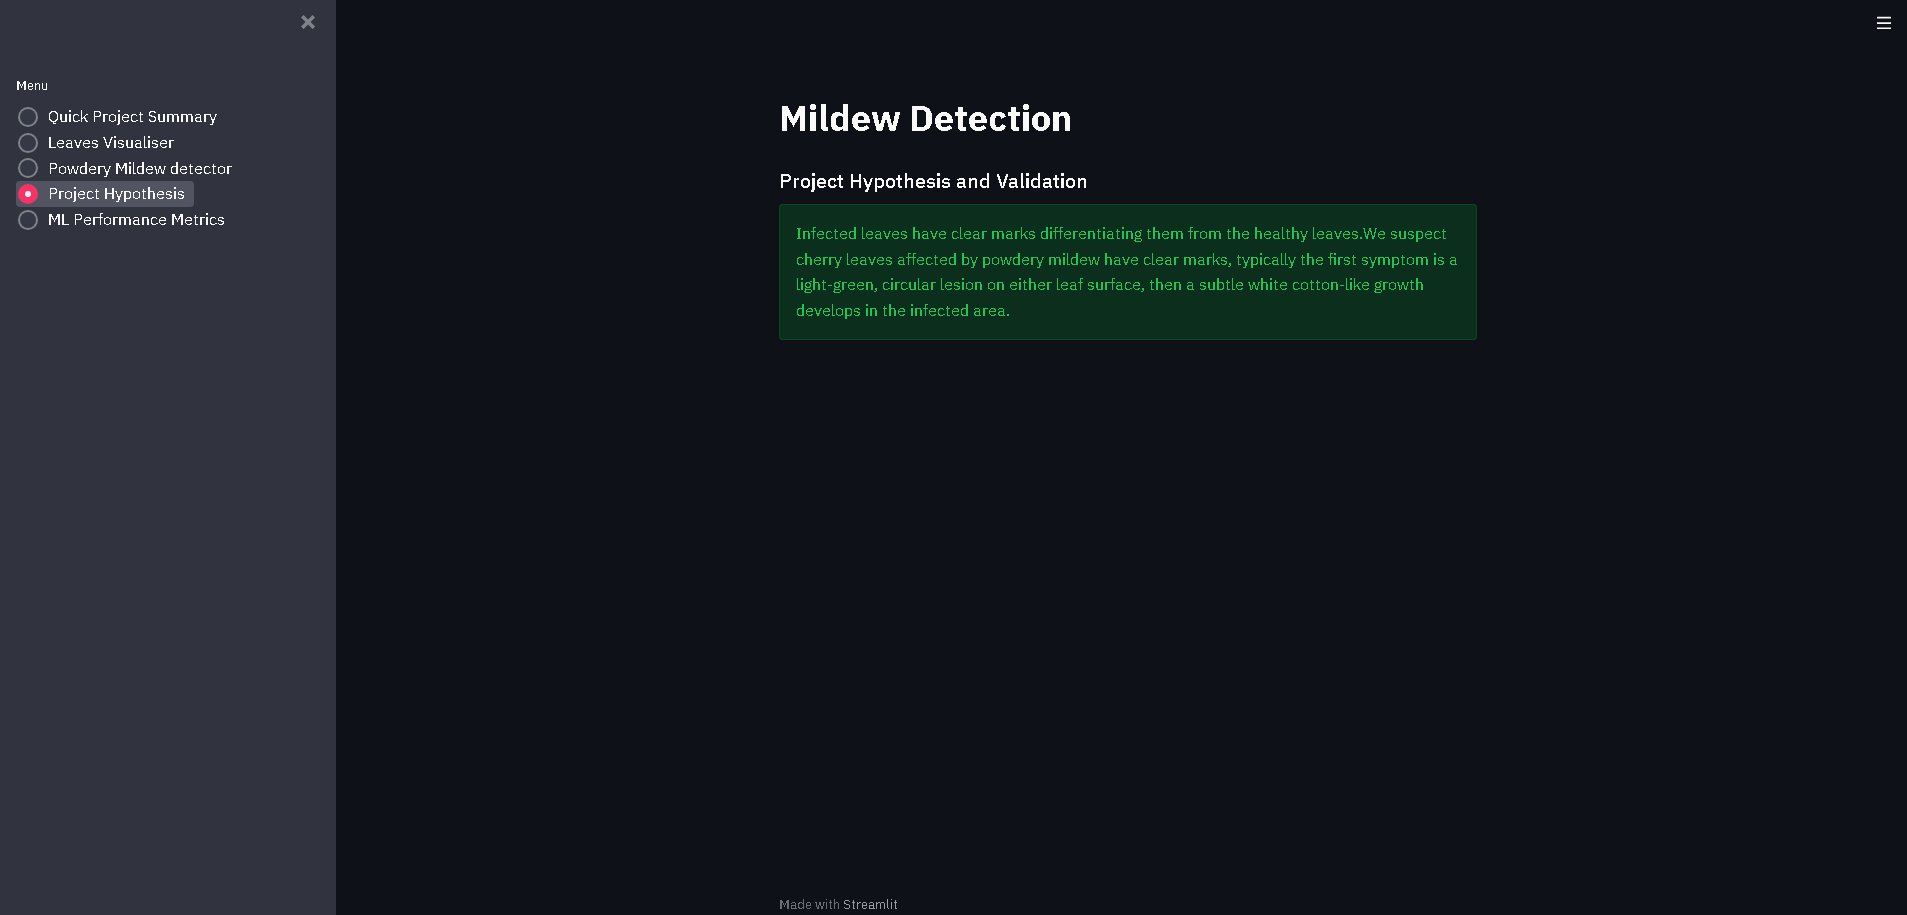 Menu
Quick Project Summary
Leaves Visualiser
Powdery Mildew detector
Project Hypothesis
ML Performance Metrics
Mildew Detection
Project Hypothesis and Validation
Infected leaves have clear marks differentiating them from the healthy leaves.We suspect
cherry leaves affected by powdery mildew have clear marks, typically the first symptom is a
light-green, circular lesion on either leaf surface, then a subtle white cotton-like growth
develops in the infected area.
Made with Streamlit